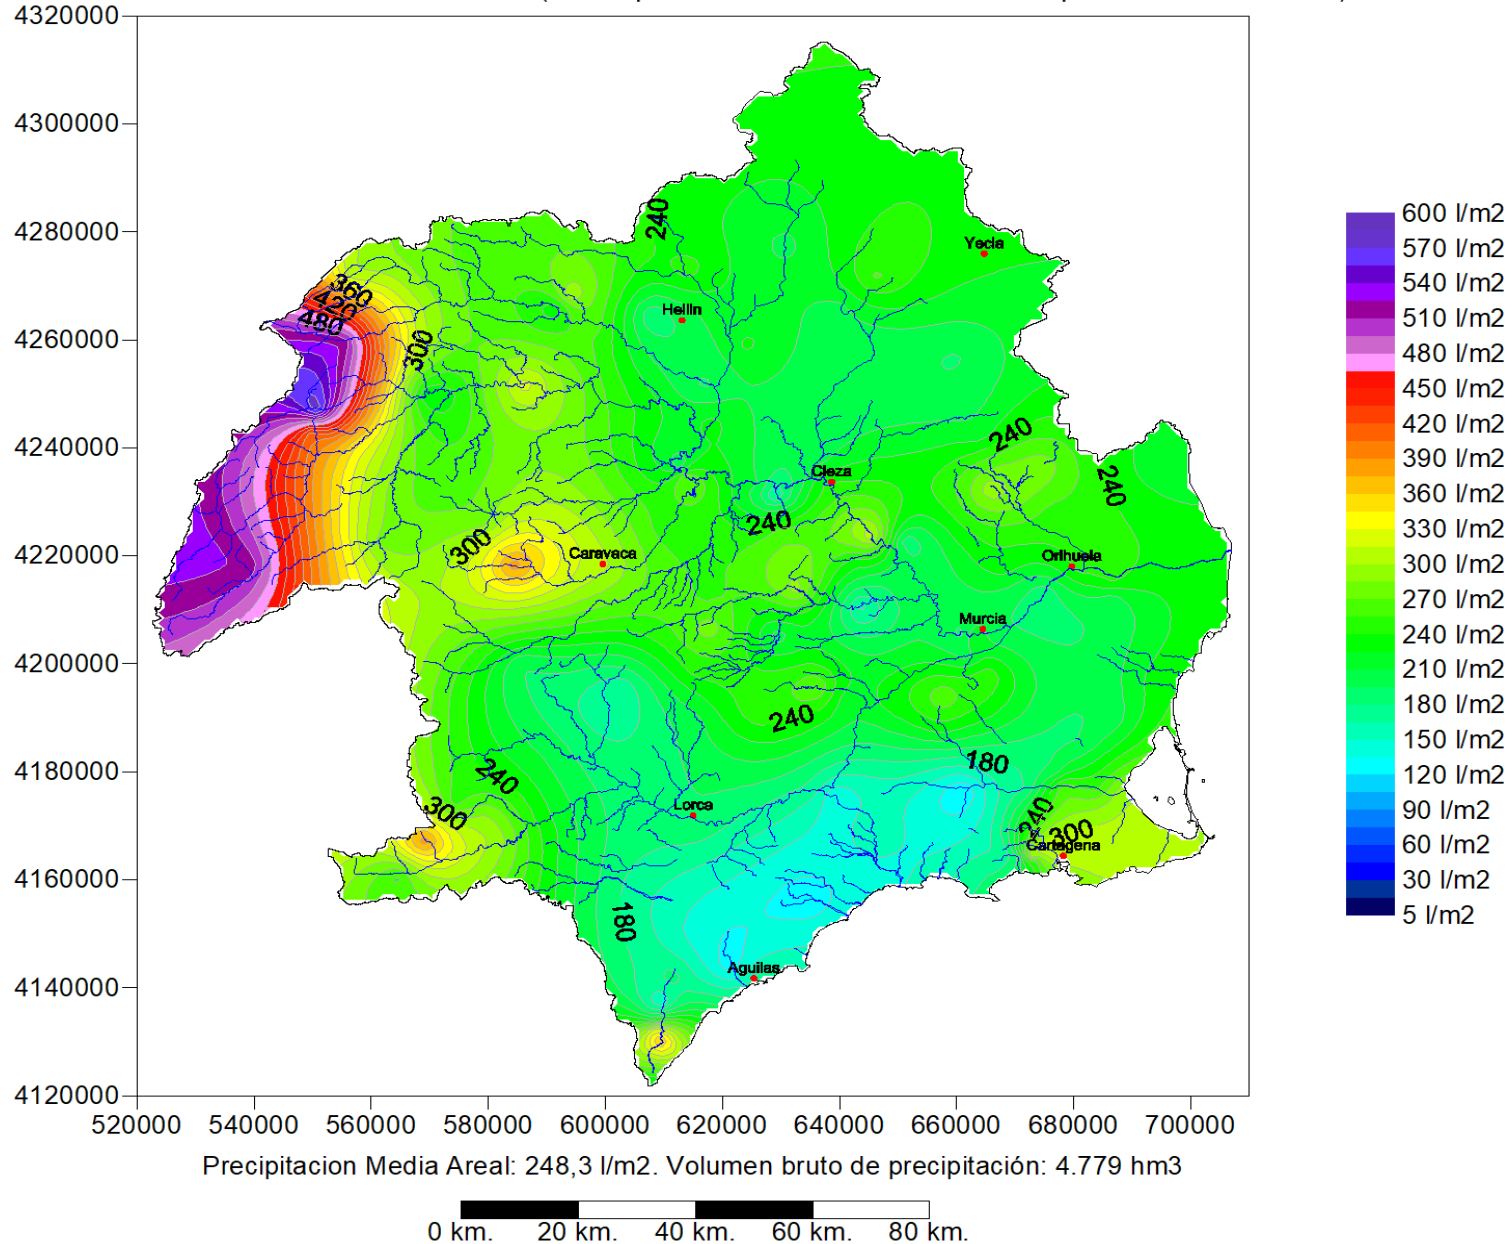 4320000
4300000
4280000
4260000
4240000
4220000
4200000
4180000
4160000
4140000
4120000
520000 540000 560000 580000 600000 620000 640000 660000 680000 700000
240
Yecla
360
420
480
300
Hellin
240
Cieza
240
240
300
Caravaca
Orihuela
Murcia
240
180
240
300
Lorca
240
300
Cartagena
180
Aguilas
600 l/m2
570 l/m2
540 l/m2
510 l/m2
480 l/m2
450 l/m2
420 l/m2
390 l/m2
360 l/m2
330 l/m2
300 l/m2
270 l/m2
240 l/m2
210 l/m2
180 l/m2
150 l/m2
120 l/m2
90 l/m2
60 l/m2
30 l/m2
5 l/m2
Precipitacion Media Areal: 248,3 l/m2. Volumen bruto de precipitación: 4.779 hm3
0 km. 20 km. 40 km. 60 km. 80 km.